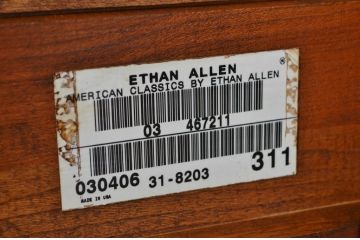 ETHAN ALLEN ®
AMERICAN CLASSICS BY ETHAN ALLEN
03 467211
311
030406 31-8203
MADE IN USA